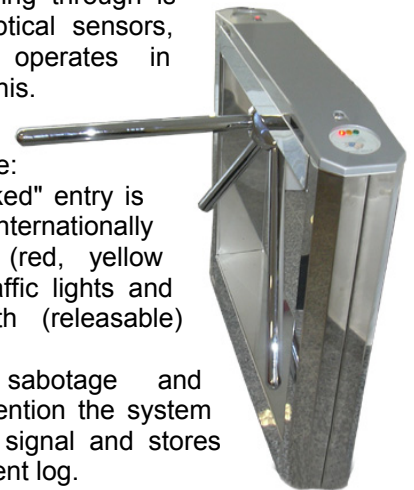 ing through is
otical sensors,
operates in
his.
e:
ked" entry is
nternationally
(red, yellow
affic lights and
th (releasable)
sabotage and
ention the system
signal and stores
ent log.